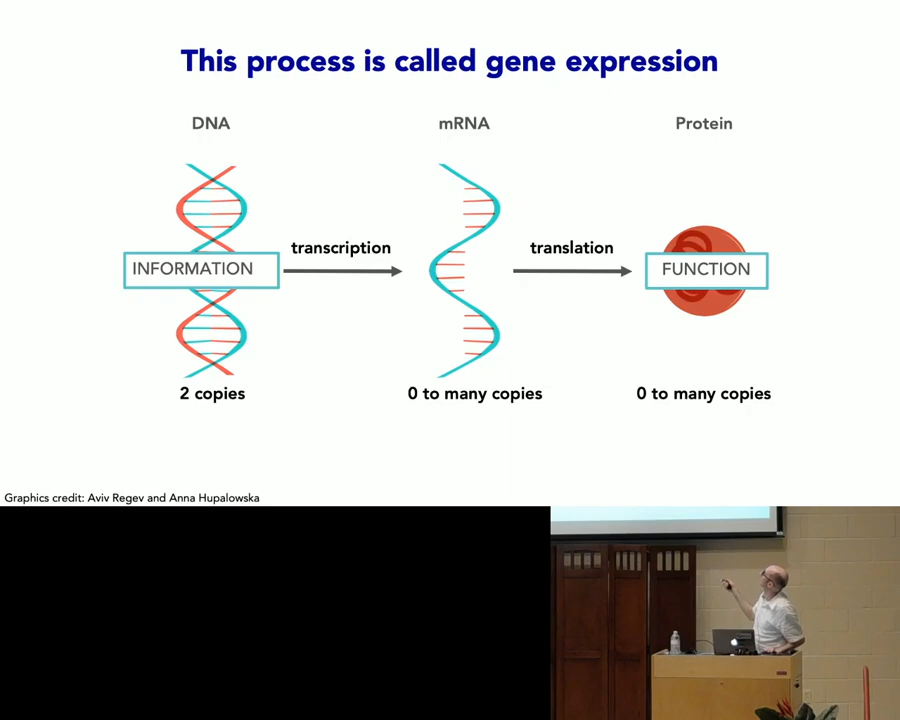 This process is called gene expression
DNA
mRNA
Protein
transcription
translation
INFORMATION
FUNCTION
2 copies
0 to many copies
0 to many copies
Graphics credit: Aviv Regev and Anna Hupalowska